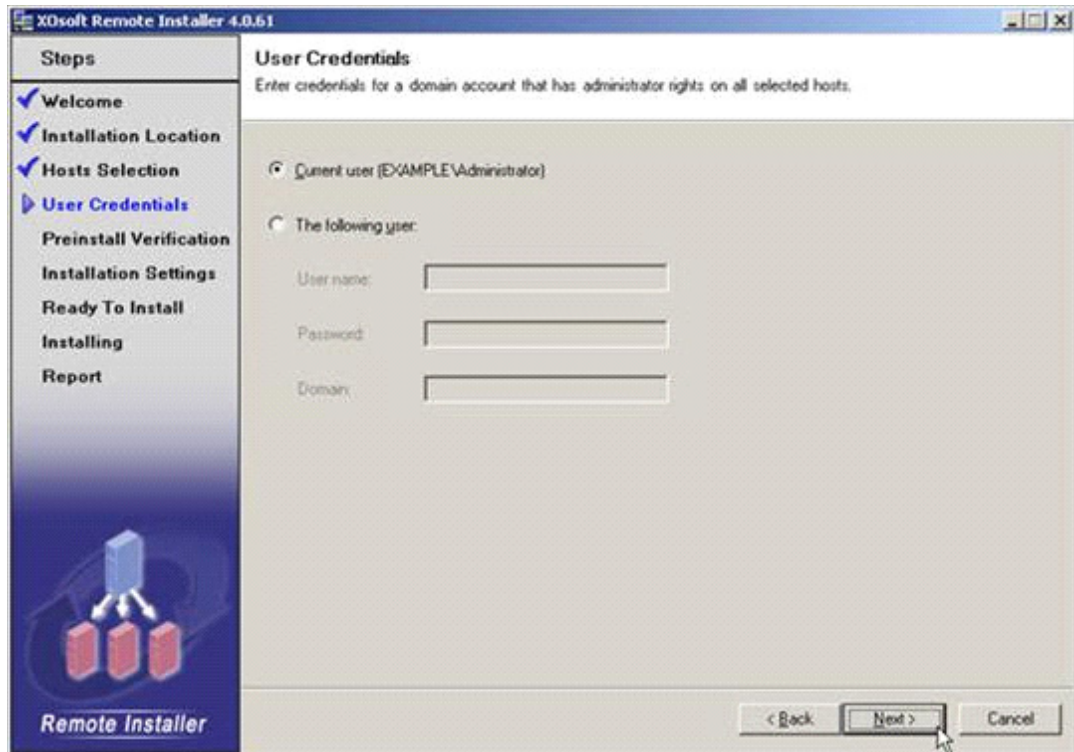 XOsoft Remote Installer 4.0.61
Steps
Welcome
Installation Location
Hosts Selection
User Credentials
Preinstall Verification
Installation Settings
Ready To Install
Installing
Report
Remote Installer
User Credentials
Enter credentials for a domain account that has administrator rights on all selected hosts.
Current user (EXAMPLE\Administrator)
The following user:
User name:
Password:
Domain:
< Back
Next >
Cancel